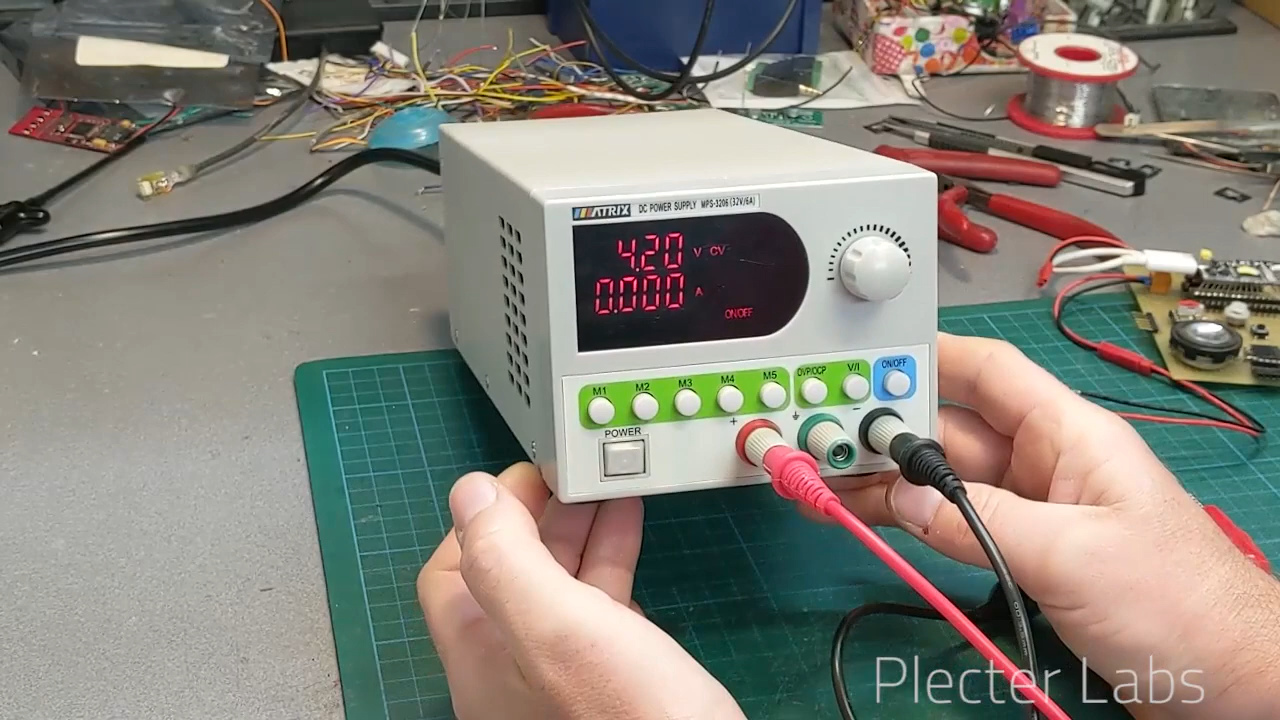 MATRIX DC POWER SUPPLY MPS-3206 (32V/6A)
4.20 V CV
0.000 A
ON/OFF
M1 M2 M3 M4 M5 OVP/OCP V/I ON/OFF
POWER
+ ⏚ -
Plecter Labs